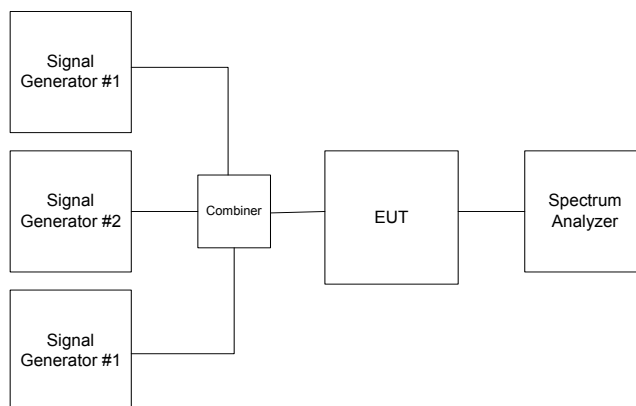 Signal
Generator #1
Signal
Generator #2
Combiner
EUT
Spectrum
Analyzer
Signal
Generator #1